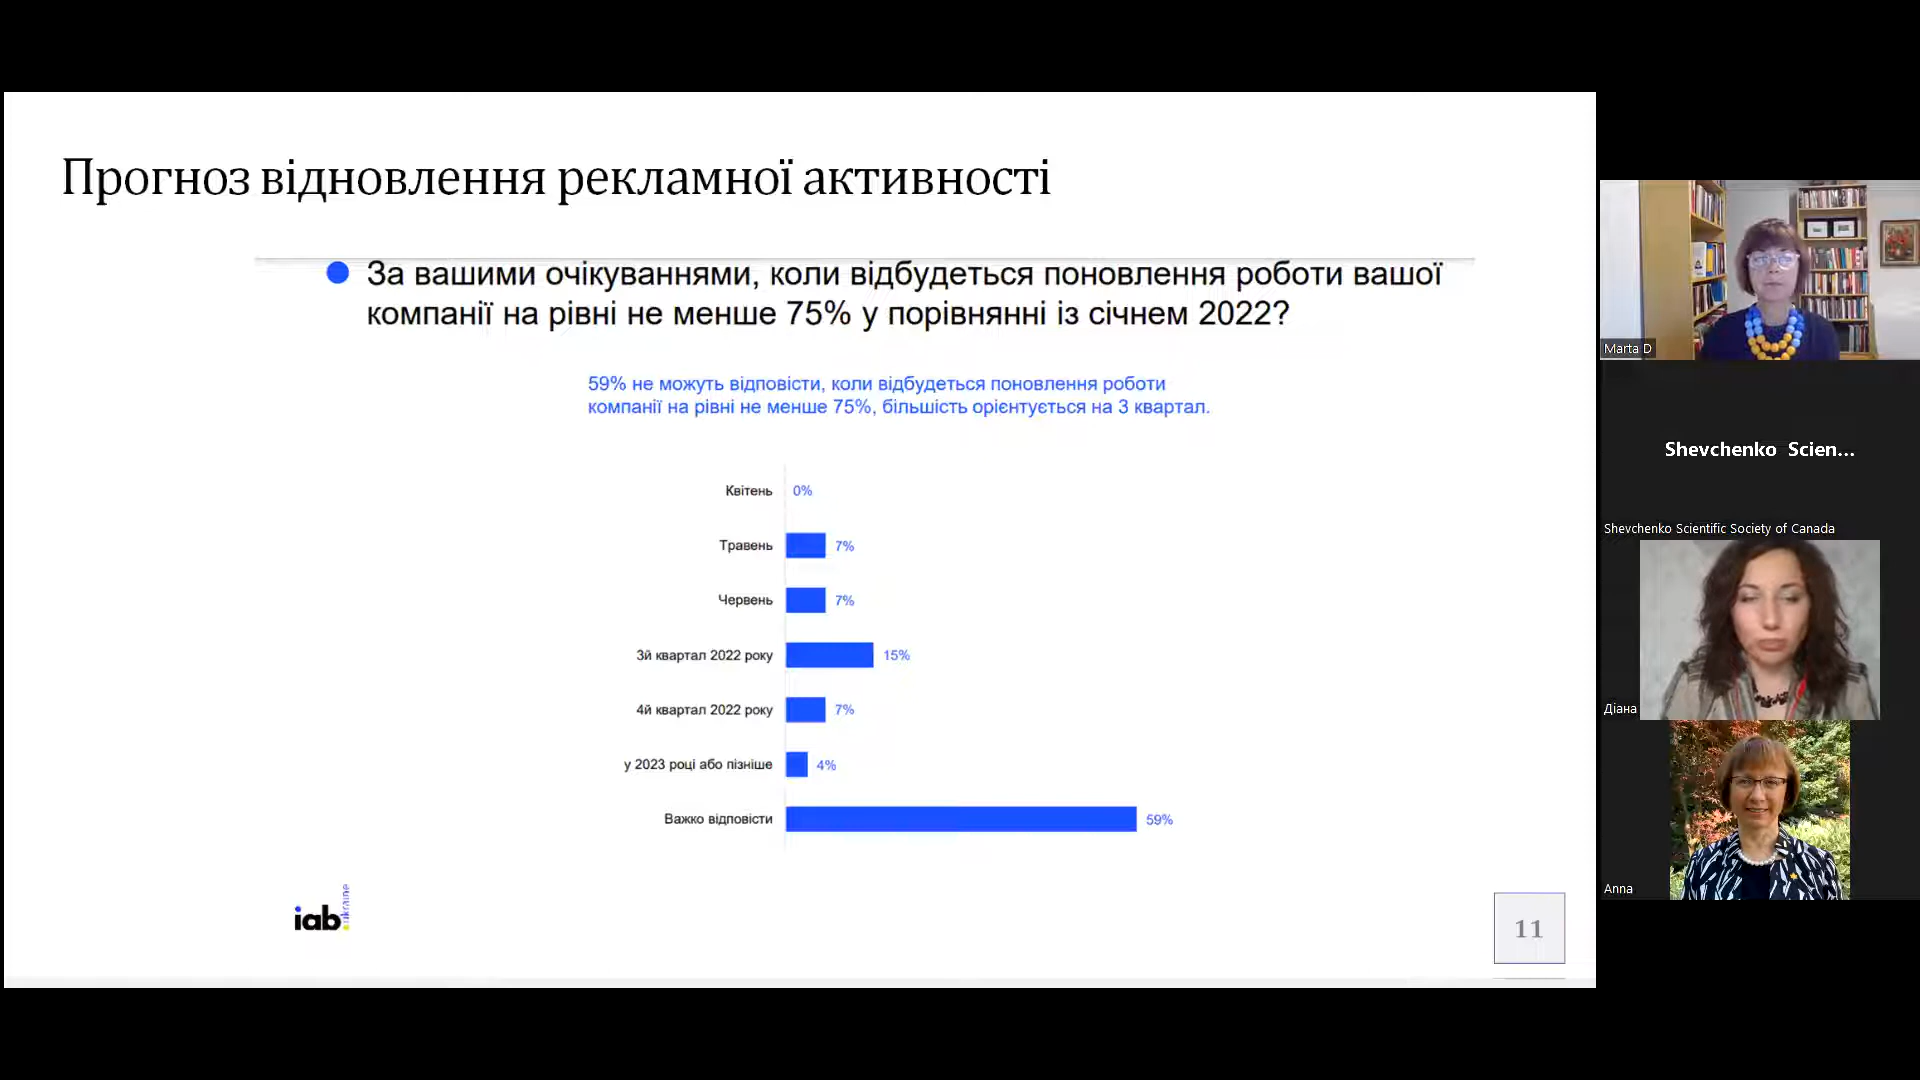 Прогноз відновлення рекламної активності
За вашими очікуваннями, коли відбудеться поновлення роботи вашої
компанії на рівні не менше 75% у порівнянні із січнем 2022?
59% не можуть відповісти, коли відбудеться поновлення роботи
компанії на рівні не менше 75%, більшість орієнтується на 3 квартал.
Квітень 0%
Травень 7%
Червень 7%
3й квартал 2022 року 15%
4й квартал 2022 року 7%
у 2023 році або пізніше 4%
Важко відповісти 59%
iab.
ukraine
11
Marta D
Shevchenko Scien...
Shevchenko Scientific Society of Canada
Діана
Anna